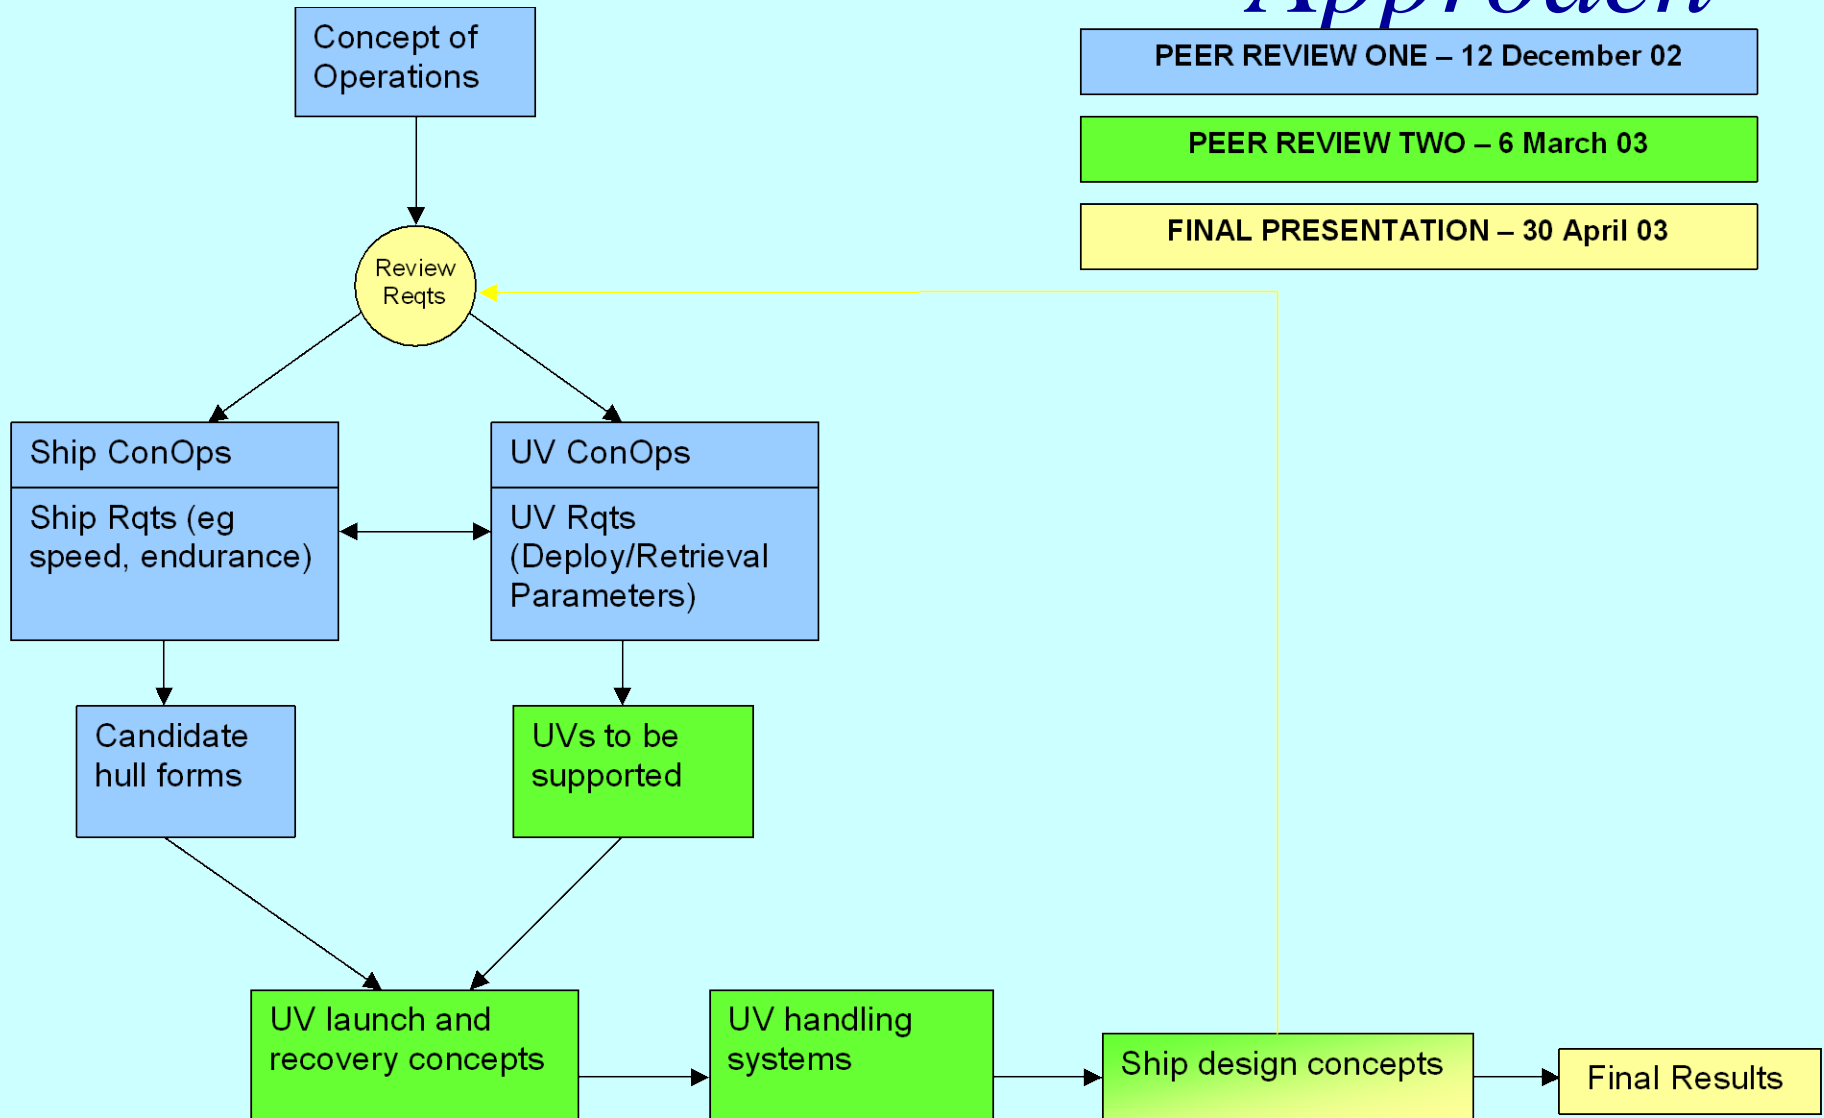 Approach
Concept of
Operations
PEER REVIEW ONE – 12 December 02
PEER REVIEW TWO – 6 March 03
FINAL PRESENTATION – 30 April 03
Review
Reqts
Ship ConOps
Ship Rqts (eg
speed, endurance)
UV ConOps
UV Rqts
(Deploy/Retrieval
Parameters)
Candidate
hull forms
UVs to be
supported
UV launch and
recovery concepts
UV handling
systems
Ship design concepts
Final Results